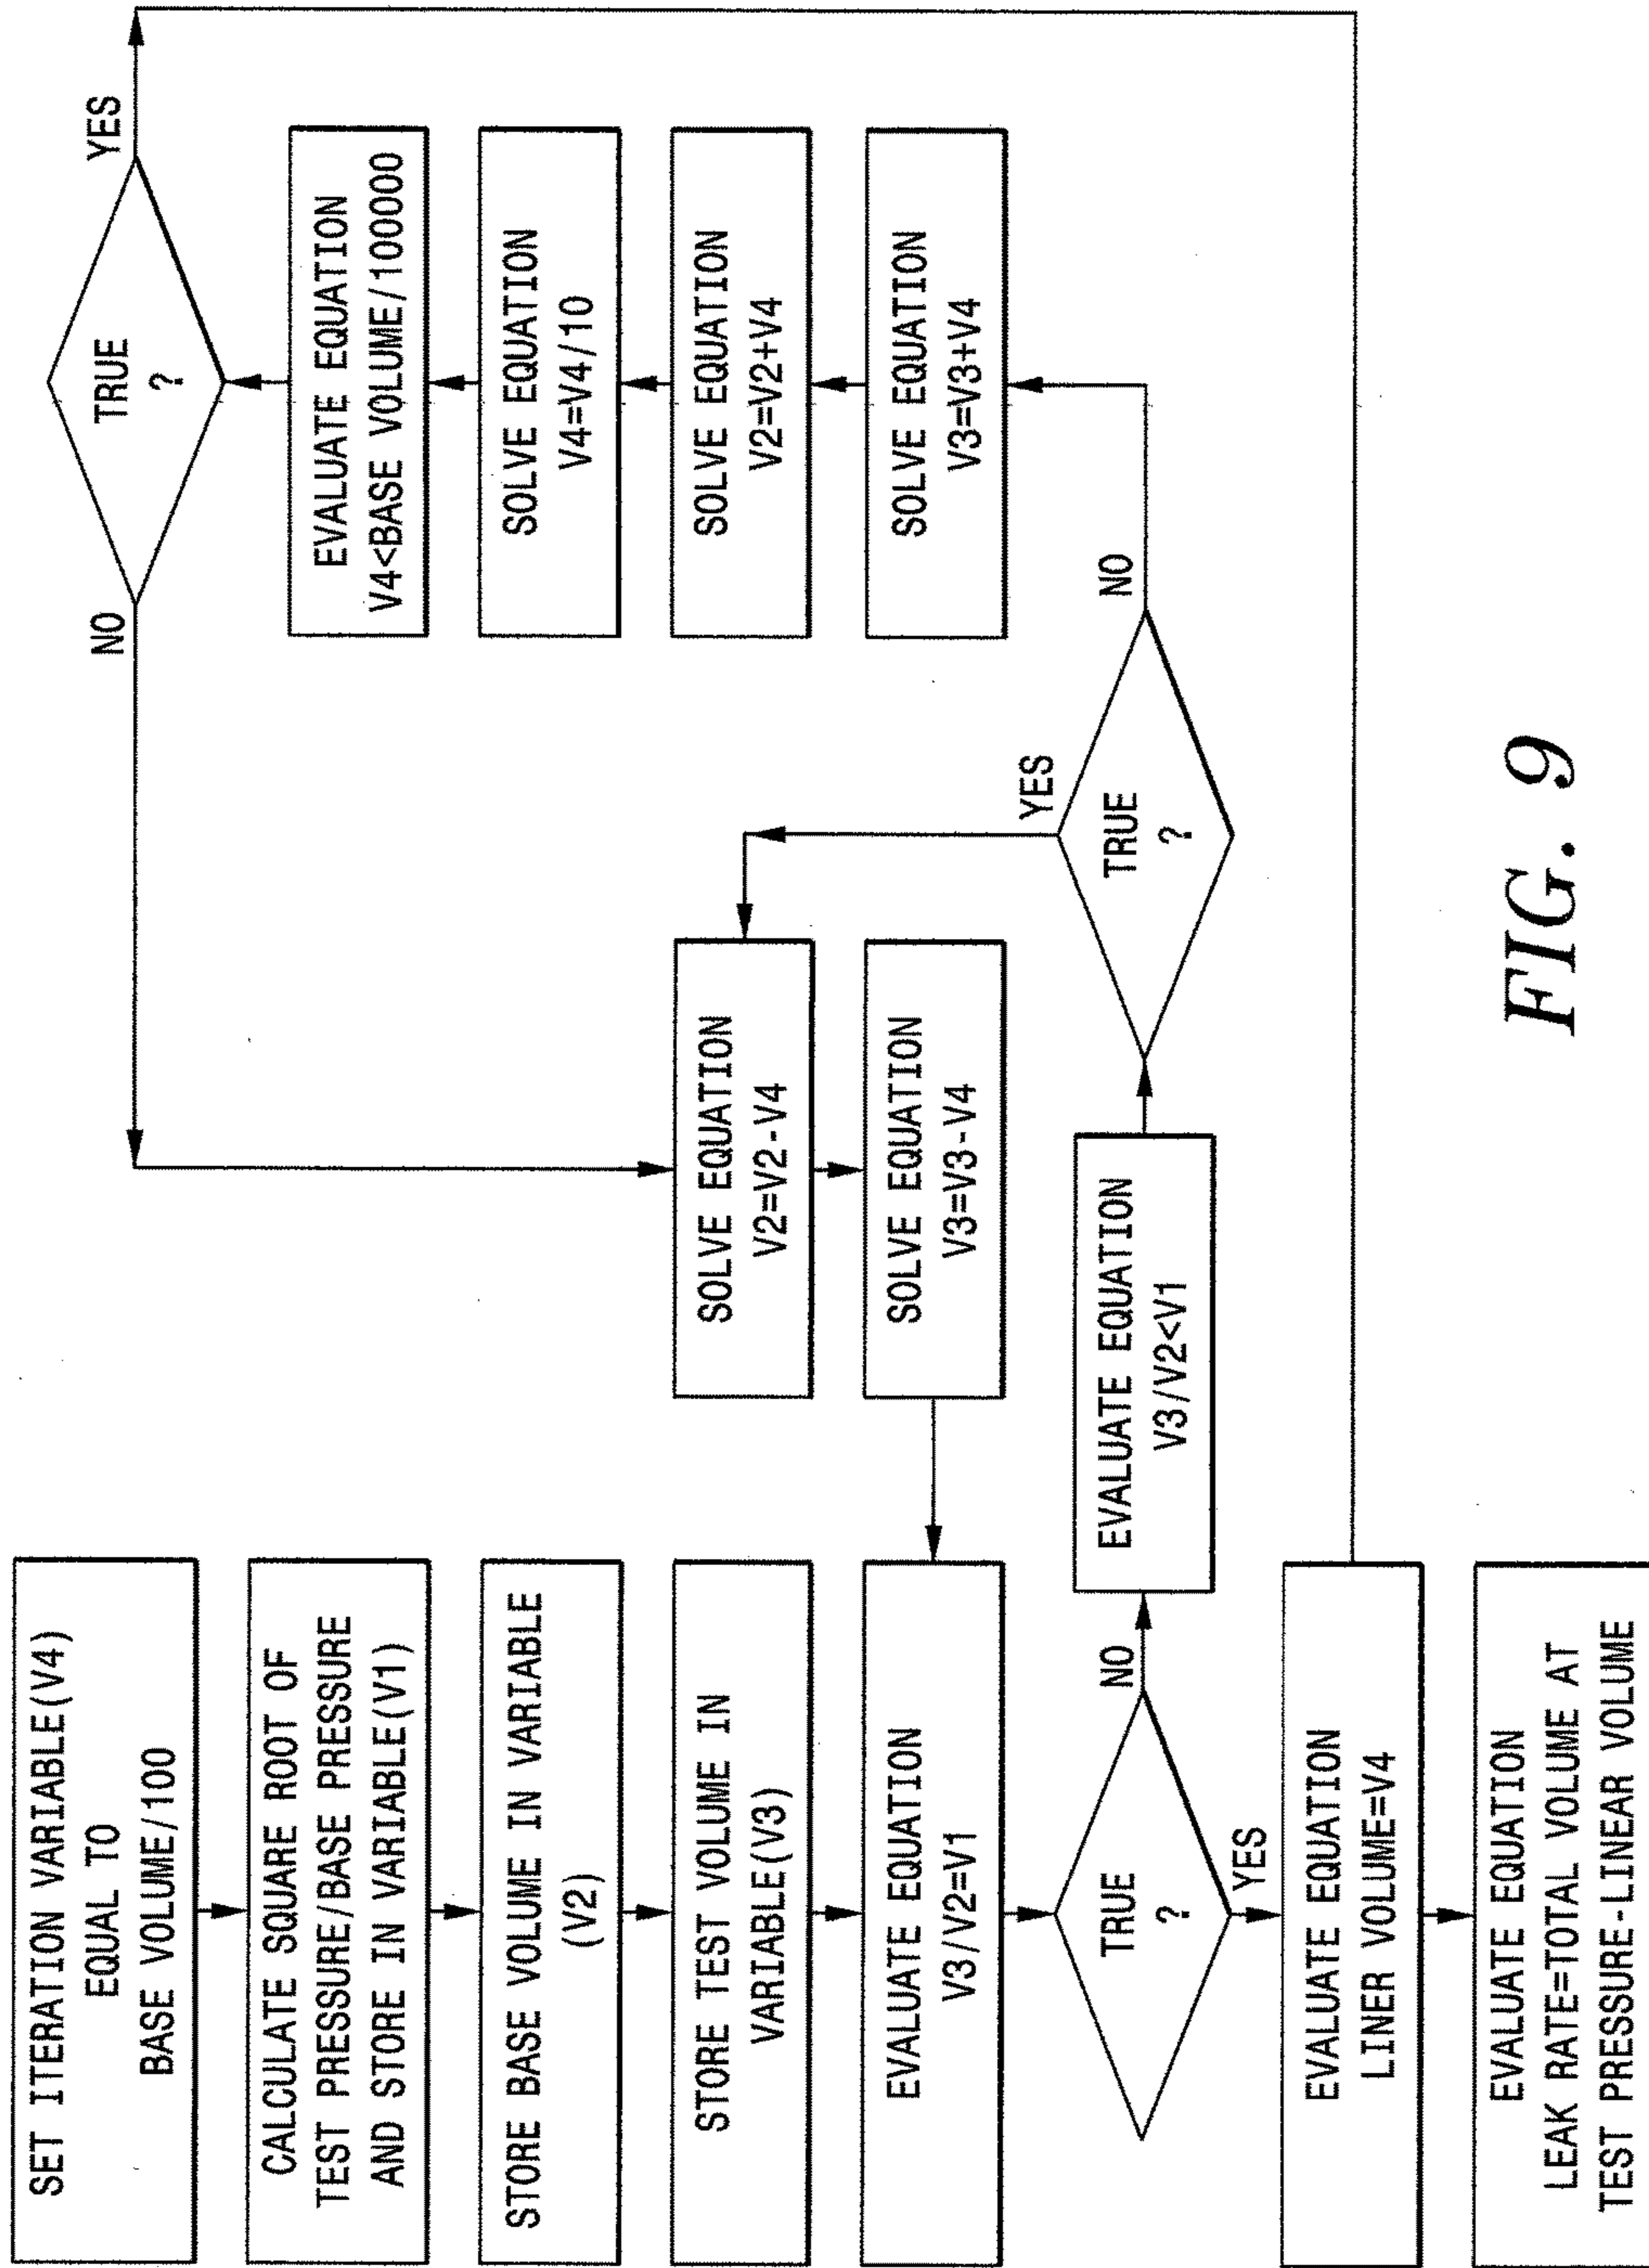 SET ITERATION VARIABLE(V4)
EQUAL TO
BASE VOLUME/100
CALCULATE SQUARE ROOT OF
TEST PRESSURE/BASE PRESSURE
AND STORE IN VARIABLE(V1)
STORE BASE VOLUME IN VARIABLE
(V2)
STORE TEST VOLUME IN
VARIABLE(V3)
EVALUATE EQUATION
V3/V2=V1
TRUE
?
NO
YES
EVALUATE EQUATION
LINER VOLUME=V4
EVALUATE EQUATION
LEAK RATE=TOTAL VOLUME AT
TEST PRESSURE-LINEAR VOLUME
SOLVE EQUATION
V2=V2-V4
SOLVE EQUATION
V3=V3-V4
EVALUATE EQUATION
V3/V2<V1
TRUE
?
YES
NO
NO
TRUE
?
YES
EVALUATE EQUATION
V4<BASE VOLUME/100000
SOLVE EQUATION
V4=V4/10
SOLVE EQUATION
V2=V2+V4
SOLVE EQUATION
V3=V3+V4
FIG. 9